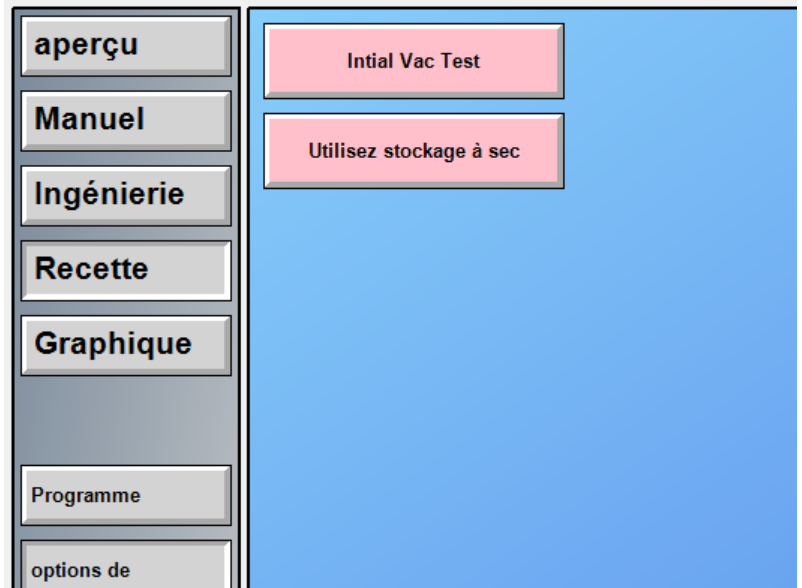 aperçu
Manuel
Ingénierie
Recette
Graphique
Programme
options de
Intial Vac Test
Utilisez stockage à sec